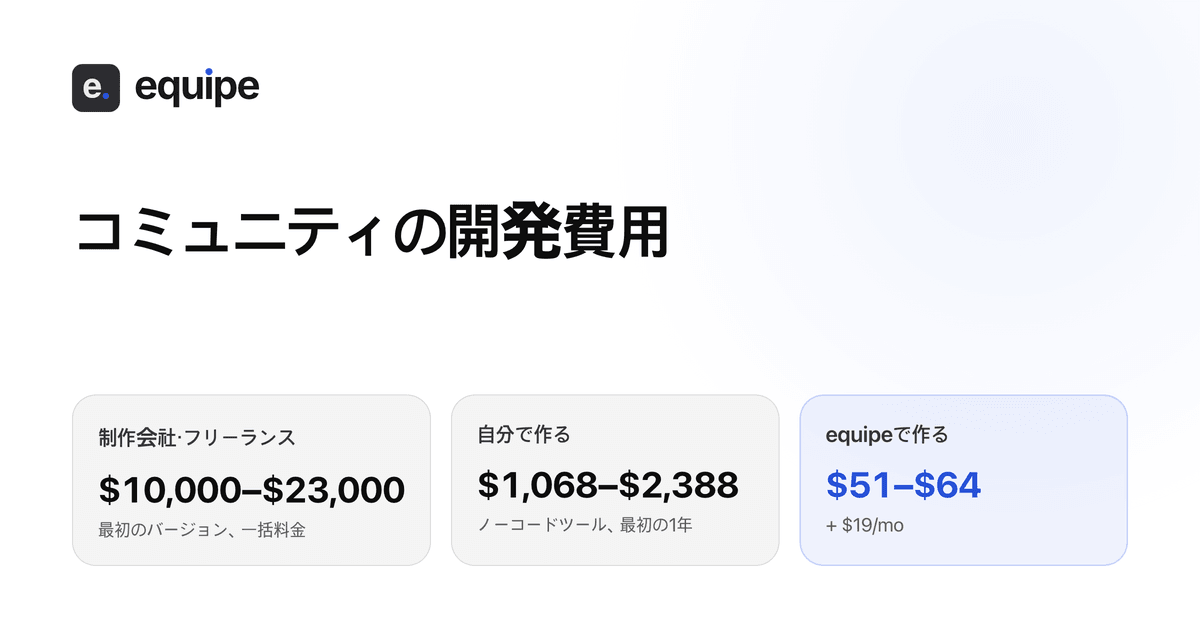 e. equipe
コミュニティの開発費用
制作会社·フリーランス
$10,000–$23,000
最初のバージョン、一括料金
自分で作る
$1,068–$2,388
ノーコードツール、最初の1年
equipeで作る
$51–$64
+ $19/mo